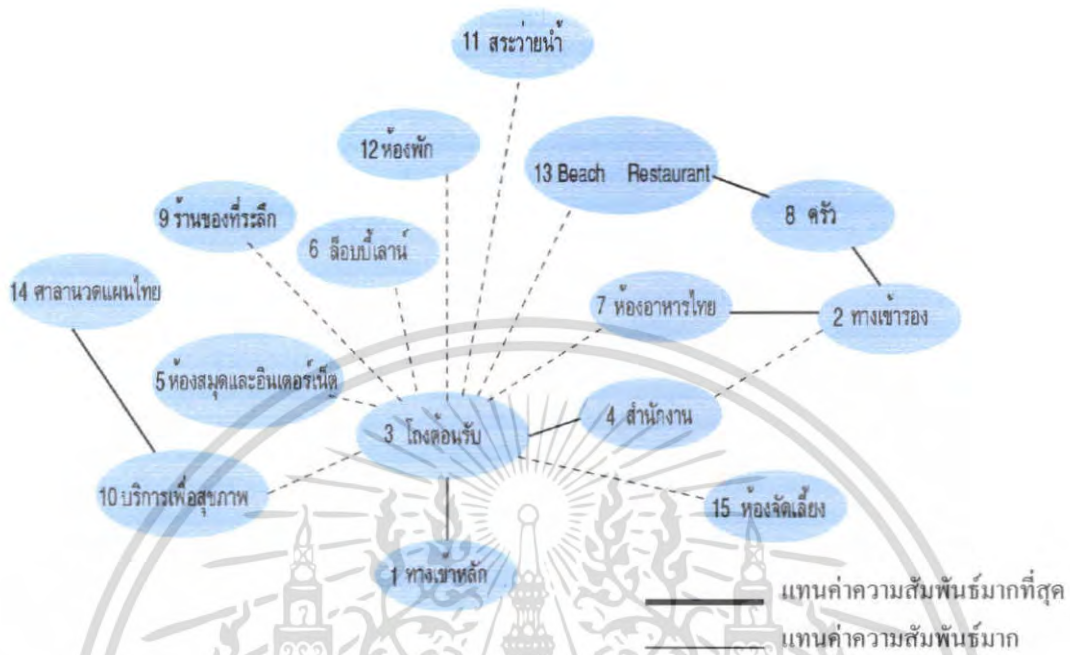 11 สระว่ายน้ำ
12 ห้องพัก
13 Beach Restaurant
9 ร้านของที่ระลึก
8 ครัว
6 ล็อบบี้เลาน์
14 ศาลานวดแผนไทย
7 ห้องอาหารไทย
2 ทางเข้ารอง
5 ห้องสมุดและอินเตอร์เน็ต
4 สำนักงาน
3 โถงต้อนรับ
10 บริการเพื่อสุขภาพ
15 ห้องจัดเลี้ยง
1 ทางเข้าหลัก
แทนค่าความสัมพันธ์มากที่สุด
แทนค่าความสัมพันธ์มาก